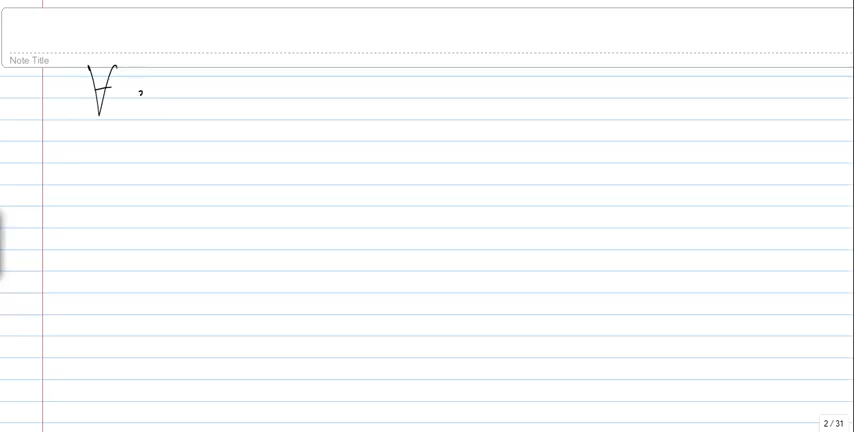 Note Title
∀ ,
2 / 31